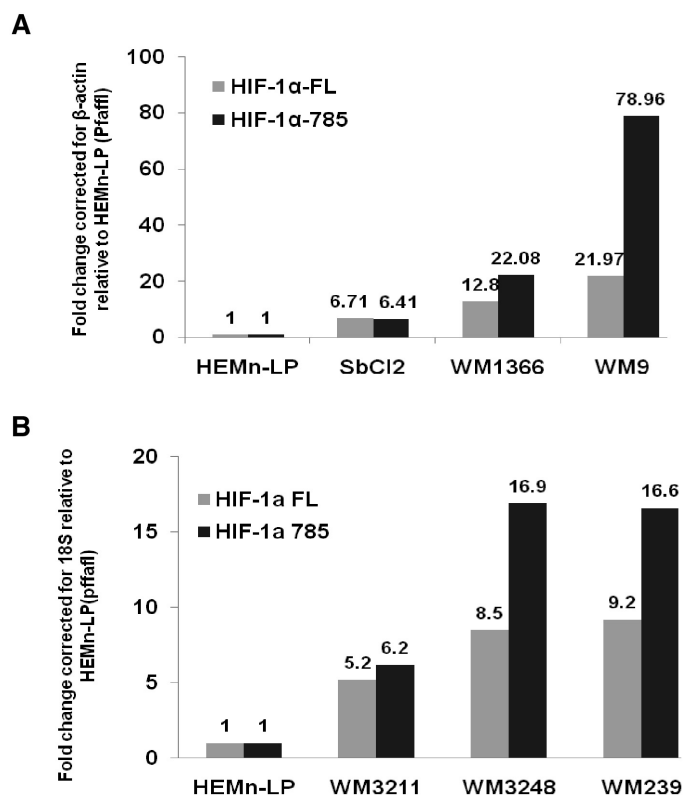 A
Fold change corrected for β-actin
relative to HEMn-LP (Pfaffl)
100
80
60
40
20
0
HIF-1α-FL
HIF-1α-785
1
1
6.71
6.41
12.8
22.08
21.97
78.96
HEMn-LP
SbCl2
WM1366
WM9
B
Fold change corrected for 18S relative to
HEMn-LP(pffafl)
20
15
10
5
0
HIF-1a FL
HIF-1a 785
1
1
5.2
6.2
8.5
16.9
9.2
16.6
HEMn-LP
WM3211
WM3248
WM239